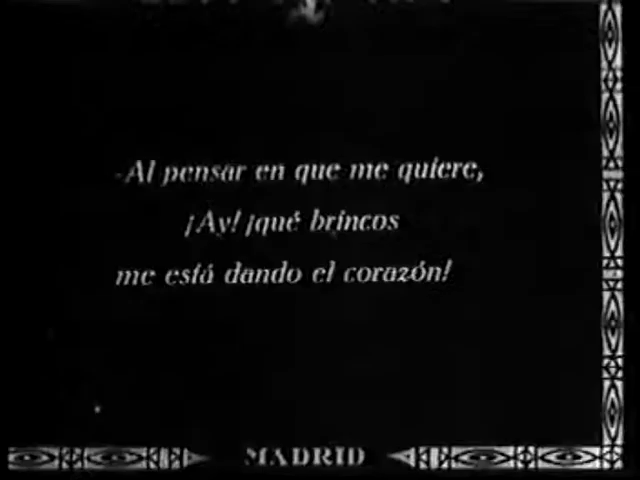 -Al pensar en que me quiere,
¡Ay! ¡qué brincos
me está dando el corazón!
MADRID